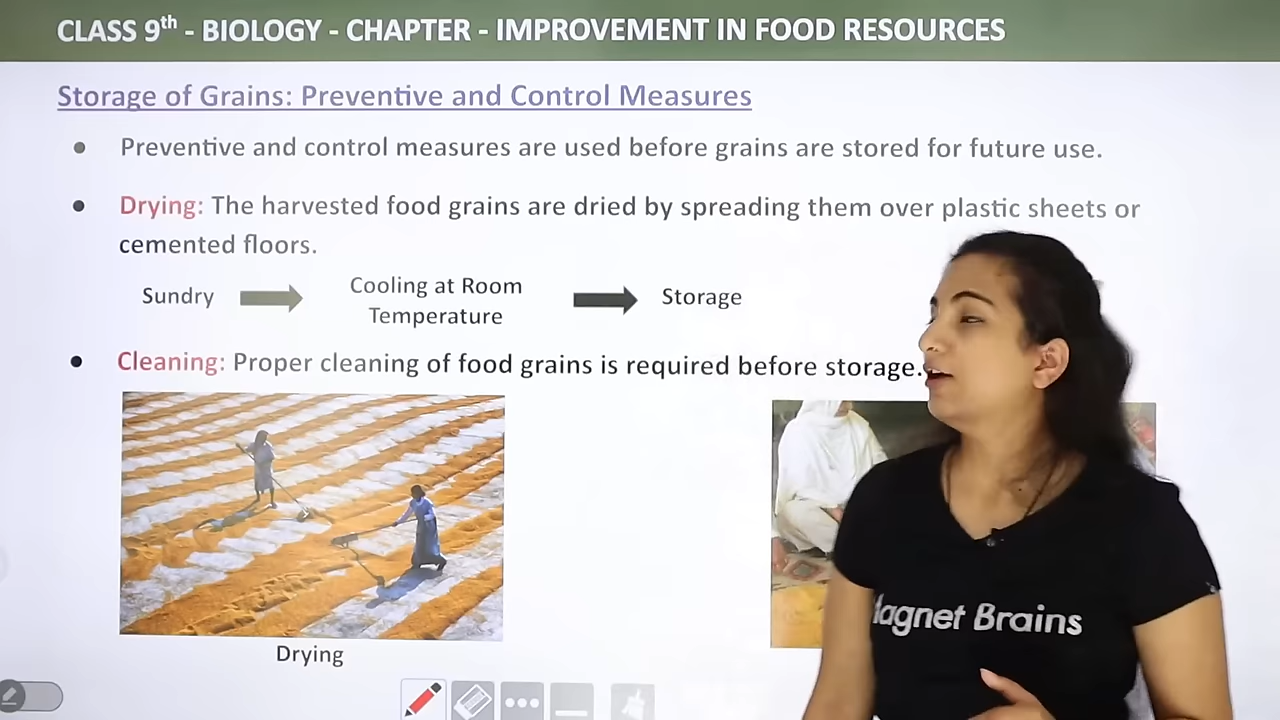 CLASS 9th - BIOLOGY - CHAPTER - IMPROVEMENT IN FOOD RESOURCES
Storage of Grains: Preventive and Control Measures
● Preventive and control measures are used before grains are stored for future use.
● Drying: The harvested food grains are dried by spreading them over plastic sheets or
cemented floors.
Sundry
Cooling at Room
Temperature
Storage
● Cleaning: Proper cleaning of food grains is required before storage.
Drying
Magnet Brains